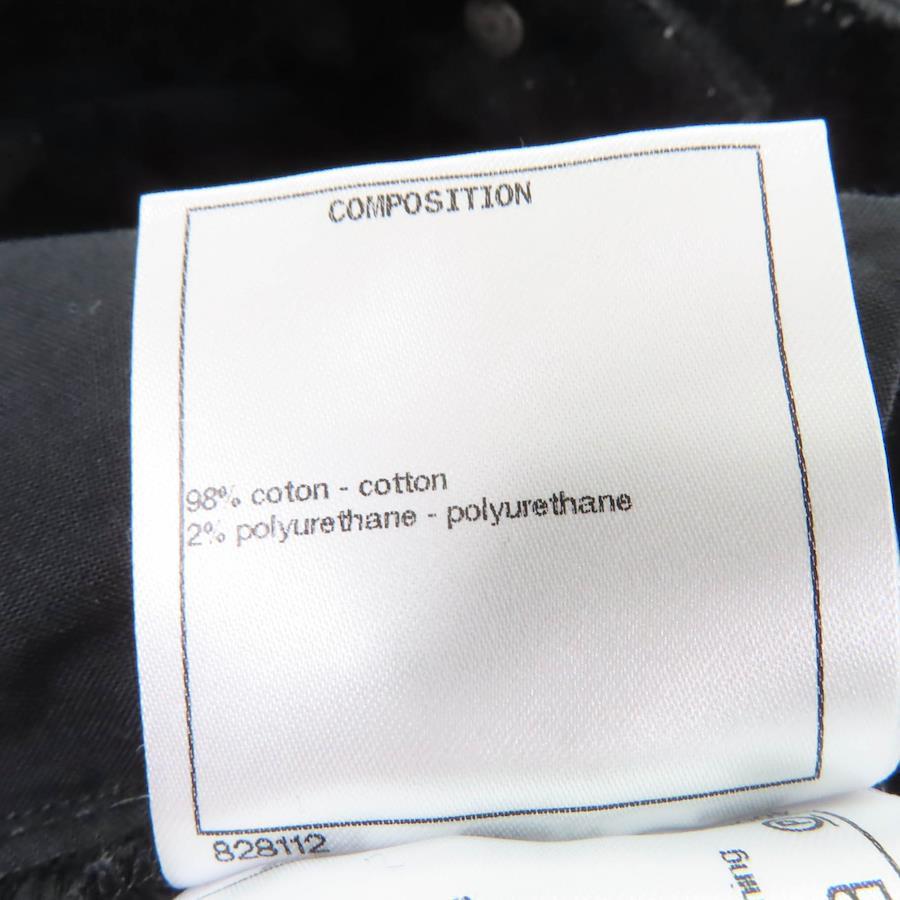 COMPOSITION
98% coton - cotton
2% polyurethane - polyurethane
828112